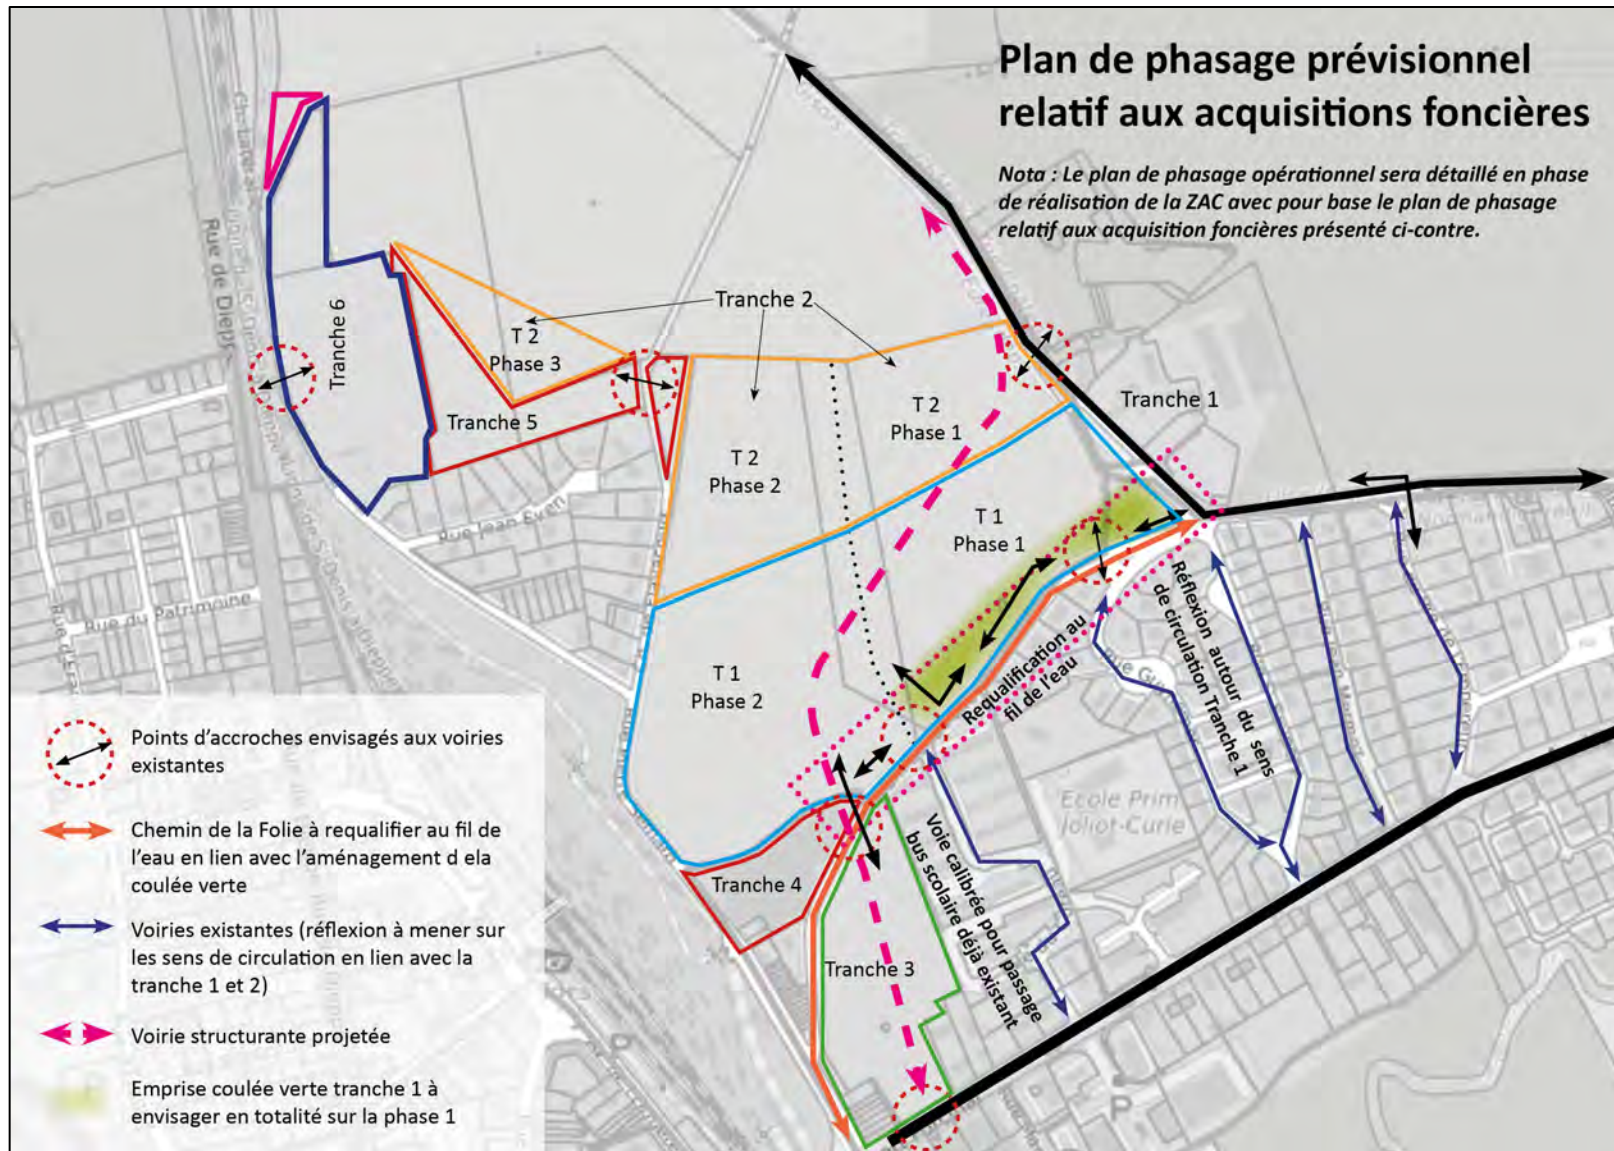 Plan de phasage prévisionnel
relatif aux acquisitions foncières
Nota : Le plan de phasage opérationnel sera détaillé en phase
de réalisation de la ZAC avec pour base le plan de phasage
relatif aux acquisition foncières présenté ci-contre.
Rue de Diepp
Tranche 6
T 2
Phase 3
Tranche 2
Tranche 5
Tranche 1
T 2
Phase 1
T 2
Phase 2
T 1
Phase 1
Rue Jean Even
Rue du Patrimoine
T 1
Phase 2
Requalification au
fil de l'eau
Réflexion autour du sens
de circulation Tranche 1
Ecole Prim
Joliot-Curie
Voie calibrée pour passage
bus scolaire déjà existant
Tranche 4
Tranche 3
P
P
Points d'accroches envisagés aux voiries
existantes
Chemin de la Folie à requalifier au fil de
l'eau en lien avec l'aménagement d ela
coulée verte
Voiries existantes (réflexion à mener sur
les sens de circulation en lien avec la
tranche 1 et 2)
Voirie structurante projetée
Emprise coulée verte tranche 1 à
envisager en totalité sur la phase 1